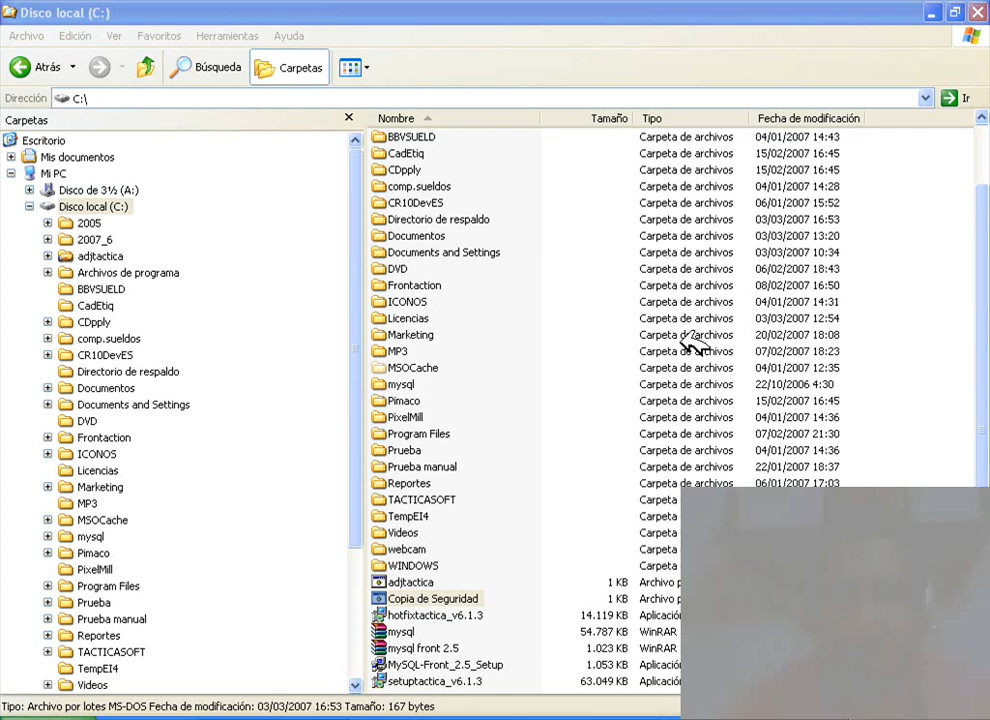 Disco local (C:)
Archivo Edición Ver Favoritos Herramientas Ayuda
Atrás Búsqueda Carpetas
Dirección C:\ Ir
Carpetas
Escritorio
Mis documentos
Mi PC
Disco de 3½ (A:)
Disco local (C:)
2005
2007_6
adjtactica
Archivos de programa
BBVSUELD
CadEtiq
CDpply
comp.sueldos
CR10DevES
Directorio de respaldo
Documentos
Documents and Settings
DVD
Frontaction
ICONOS
Licencias
Marketing
MP3
MSOCache
mysql
Pimaco
PixelMill
Program Files
Prueba
Prueba manual
Reportes
TACTICASOFT
TempEI4
Videos
Nombre Tamaño Tipo Fecha de modificación
BBVSUELD Carpeta de archivos 04/01/2007 14:43
CadEtiq Carpeta de archivos 15/02/2007 16:45
CDpply Carpeta de archivos 15/02/2007 16:45
comp.sueldos Carpeta de archivos 04/01/2007 14:28
CR10DevES Carpeta de archivos 06/01/2007 15:52
Directorio de respaldo Carpeta de archivos 03/03/2007 16:53
Documentos Carpeta de archivos 03/03/2007 13:20
Documents and Settings Carpeta de archivos 03/03/2007 10:34
DVD Carpeta de archivos 06/02/2007 18:43
Frontaction Carpeta de archivos 08/02/2007 16:50
ICONOS Carpeta de archivos 04/01/2007 14:31
Licencias Carpeta de archivos 03/03/2007 12:54
Marketing Carpeta de archivos 20/02/2007 18:08
MP3 Carpeta de archivos 07/02/2007 18:23
MSOCache Carpeta de archivos 04/01/2007 12:35
mysql Carpeta de archivos 22/10/2006 4:30
Pimaco Carpeta de archivos 15/02/2007 16:45
PixelMill Carpeta de archivos 04/01/2007 14:36
Program Files Carpeta de archivos 07/02/2007 21:30
Prueba Carpeta de archivos 04/01/2007 14:36
Prueba manual Carpeta de archivos 22/01/2007 18:37
Reportes Carpeta de archivos 06/01/2007 17:03
TACTICASOFT Carpeta
TempEI4 Carpeta
Videos Carpeta
webcam Carpeta
WINDOWS Carpeta
adjtactica 1 KB Archivo p
Copia de Seguridad 1 KB Archivo p
hotfixtactica_v6.1.3 14.119 KB Aplicació
mysql 54.787 KB WinRAR
mysql front 2.5 1.023 KB WinRAR
MySQL-Front_2.5_Setup 1.053 KB Aplicació
setuptactica_v6.1.3 63.049 KB Aplicació
Tipo: Archivo por lotes MS-DOS Fecha de modificación: 03/03/2007 16:53 Tamaño: 167 bytes